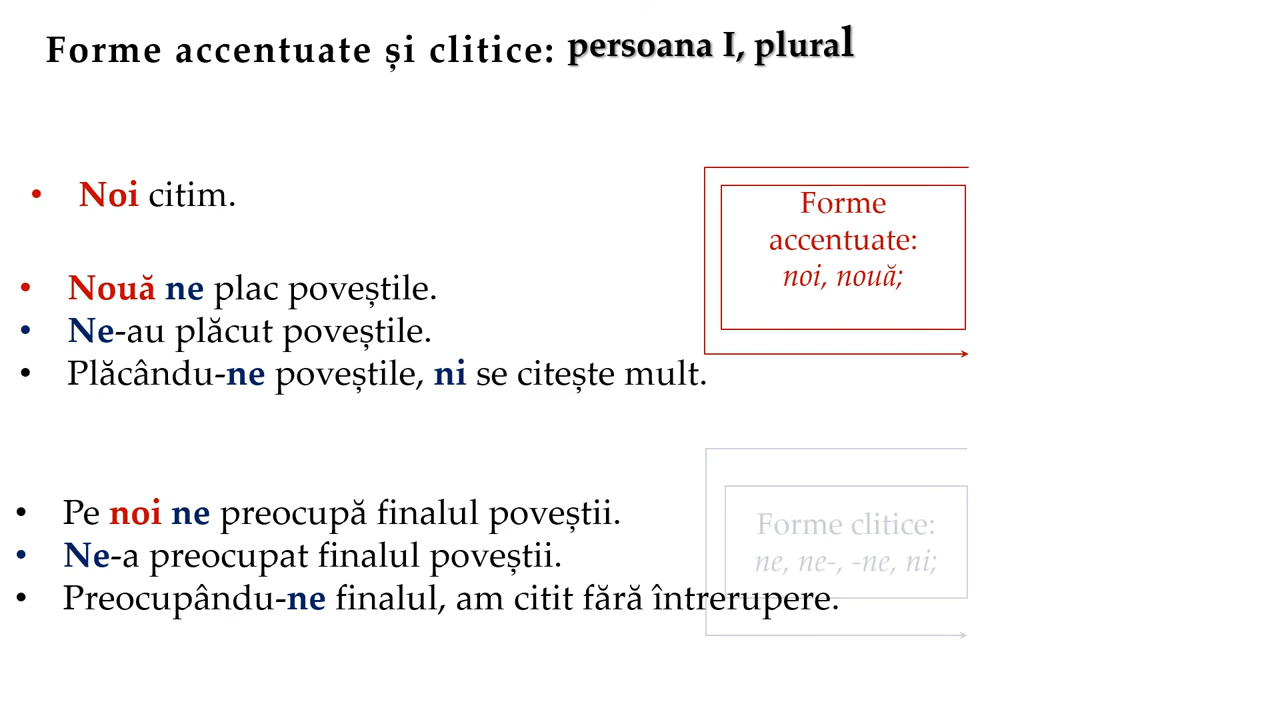 Forme accentuate și clitice: persoana I, plural
• Noi citim.
• Nouă ne plac poveștile.
• Ne-au plăcut poveștile.
• Plăcându-ne poveștile, ni se citește mult.
Forme
accentuate:
noi, nouă;
• Pe noi ne preocupă finalul poveștii.
• Ne-a preocupat finalul poveștii.
• Preocupându-ne finalul, am citit fără întrerupere.
Forme clitice:
ne, ne-, -ne, ni;